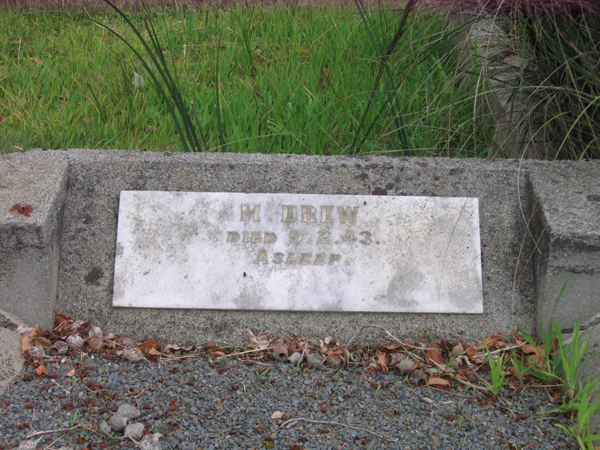 M DREW
DIED 9.2.43.
ASLEEP.